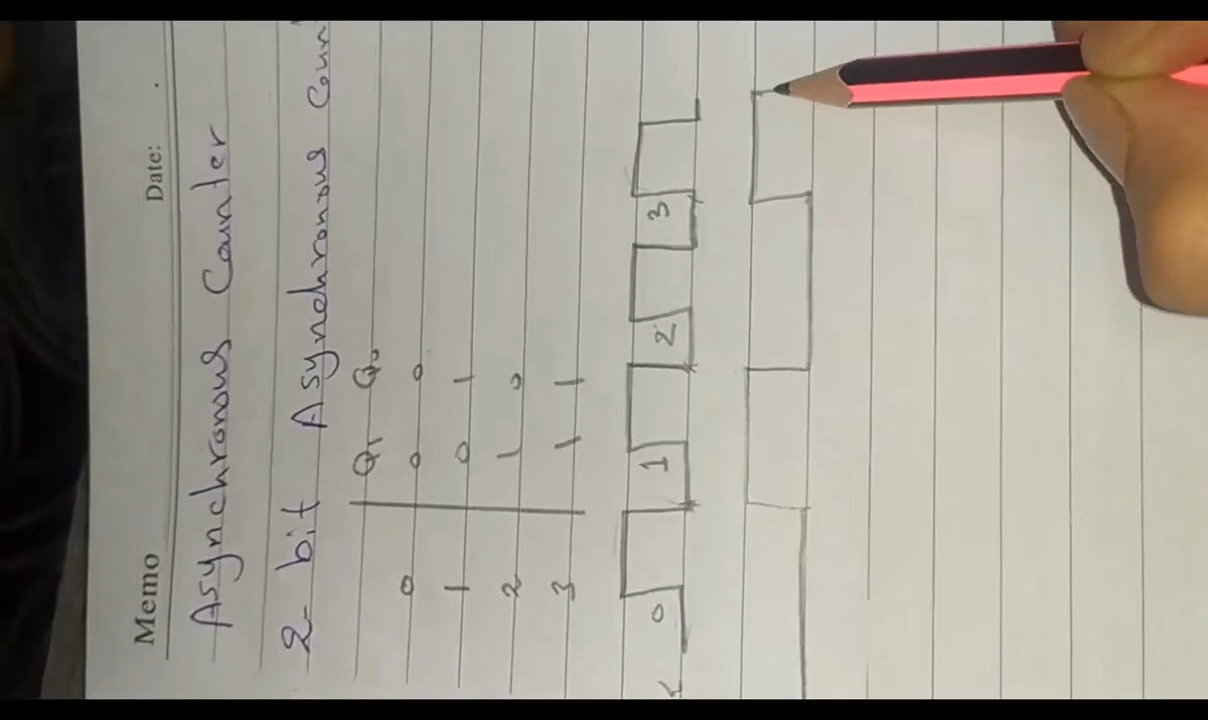 Memo Date: .
Asynchronous Counter
2- bit Asynchronous
Q1 Q0
0 0 0
1 0 1
2 1 0
3 1 1
0 1 2 3